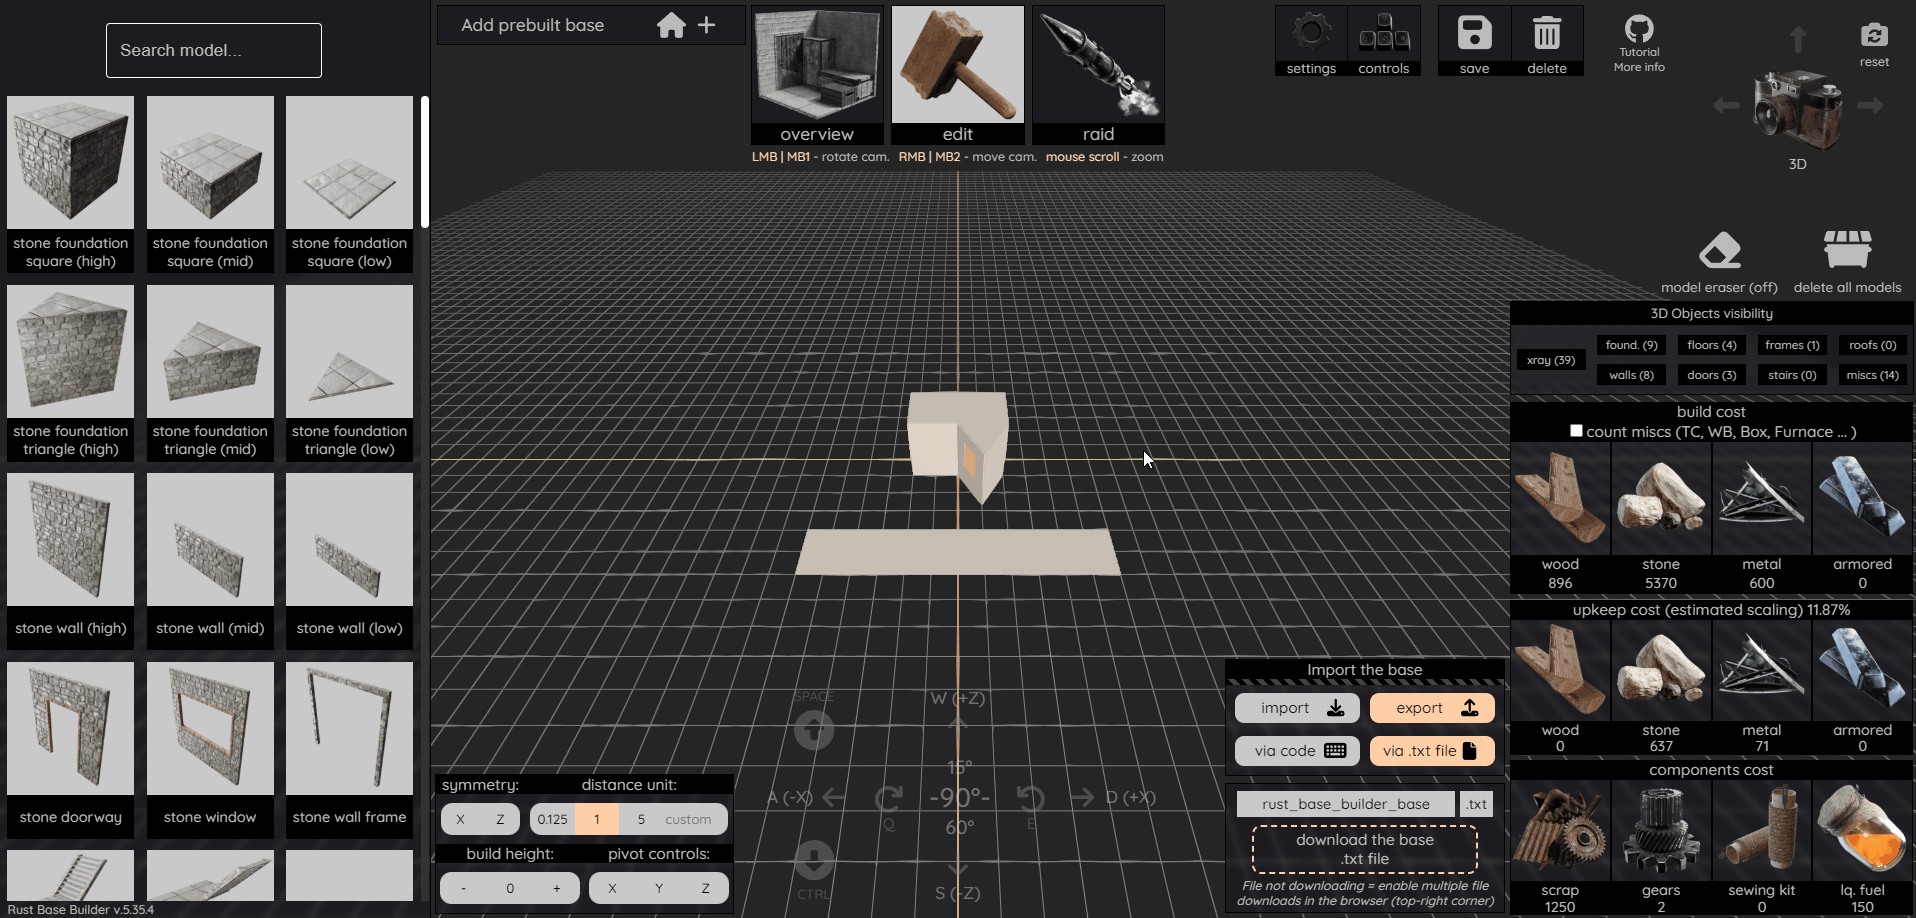 Search model...
Add prebuilt base
overview
edit
raid
LMB | MB1 - rotate cam. RMB | MB2 - move cam. mouse scroll - zoom
settings
controls
save
delete
Tutorial
More info
reset
3D
stone foundation
square (high)
stone foundation
square (mid)
stone foundation
square (low)
stone foundation
triangle (high)
stone foundation
triangle (mid)
stone foundation
triangle (low)
stone wall (high)
stone wall (mid)
stone wall (low)
stone doorway
stone window
stone wall frame
Rust Base Builder v.5.35.4
model eraser (off)
delete all models
3D Objects visibility
xray (39)
found. (9)
floors (4)
frames (1)
roofs (0)
walls (8)
doors (3)
stairs (0)
miscs (14)
build cost
count miscs (TC, WB, Box, Furnace ... )
wood
896
stone
5370
metal
600
armored
0
upkeep cost (estimated scaling) 11.87%
wood
0
stone
637
metal
71
armored
0
components cost
scrap
1250
gears
2
sewing kit
0
lq. fuel
150
Import the base
import
export
via code
via .txt file
rust_base_builder_base
.txt
download the base
.txt file
File not downloading = enable multiple file
downloads in the browser (top-right corner)
SPACE
W (+Z)
15°
A (-X)
-90°-
D (+X)
Q
60°
E
CTRL
S (-Z)
symmetry:
distance unit:
X Z
0.125 1 5 custom
build height:
pivot controls:
- 0 +
X Y Z